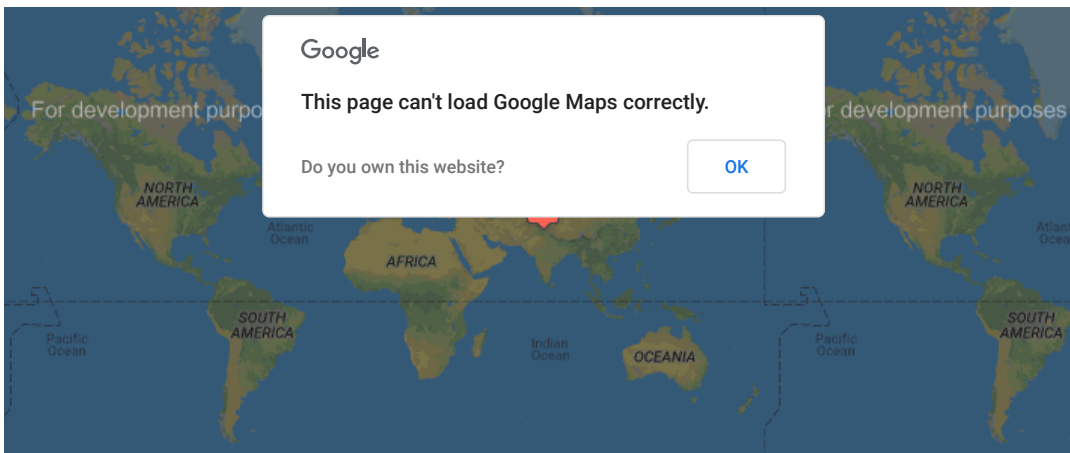 Google
This page can't load Google Maps correctly.
Do you own this website?
OK
For development purpo
r development purposes
NORTH
AMERICA
NORTH
AMERICA
Atlantic
Ocean
Atlan
Ocea
AFRICA
SOUTH
AMERICA
SOUTH
AMERICA
Pacific
Ocean
Indian
Ocean
OCEANIA
Pacific
Ocean